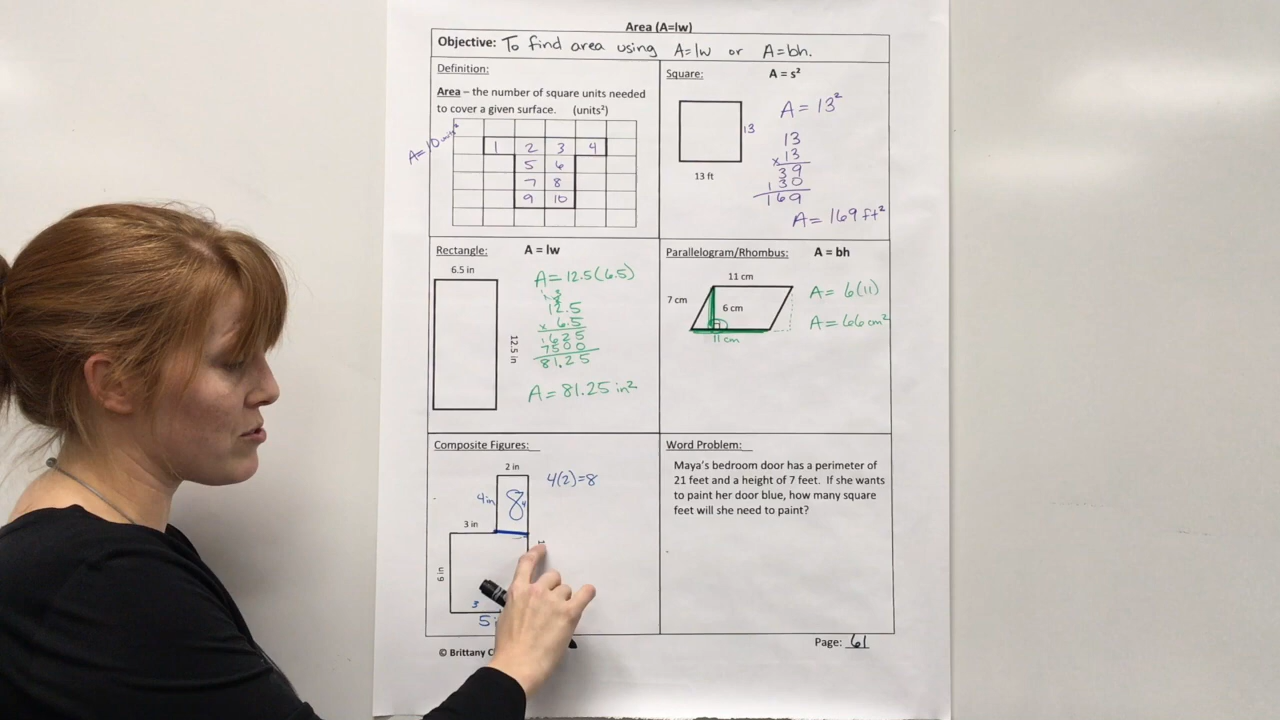 Area (A=lw)
Objective: To find area using A=lw or A=bh.
Definition:
Area – the number of square units needed
to cover a given surface. (units²)
A=10 units²
1 2 3 4
5 6
7 8
9 10
Square: A = s²
13
13 ft
A = 13²
13
x13
39
130
169
A = 169 ft²
Rectangle: A = lw
6.5 in
12.5 in
A=12.5(6.5)
12.5
x 6.5
1625
7500
81.25
A = 81.25 in²
Parallelogram/Rhombus: A = bh
11 cm
7 cm
6 cm
11 cm
A = 6(11)
A = 66 cm²
Composite Figures:
2 in
4in
8
4(2)=8
3 in
6 in
3
5
Word Problem:
Maya's bedroom door has a perimeter of
21 feet and a height of 7 feet. If she wants
to paint her door blue, how many square
feet will she need to paint?
© Brittany
Page: 61